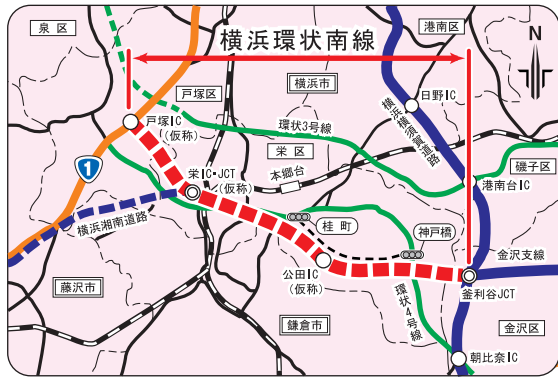 横浜環状南線
泉区
戸塚区
横浜市
港南区
N
日野IC
横浜横須賀道路
戸塚IC
(仮称)
環状3号線
栄区
磯子区
1
栄IC・JCT
(仮称)
本郷台
港南台IC
横浜湘南道路
桂町
神戸橋
金沢支線
公田IC
(仮称)
釜利谷JCT
藤沢市
鎌倉市
環状4号線
金沢区
朝比奈IC